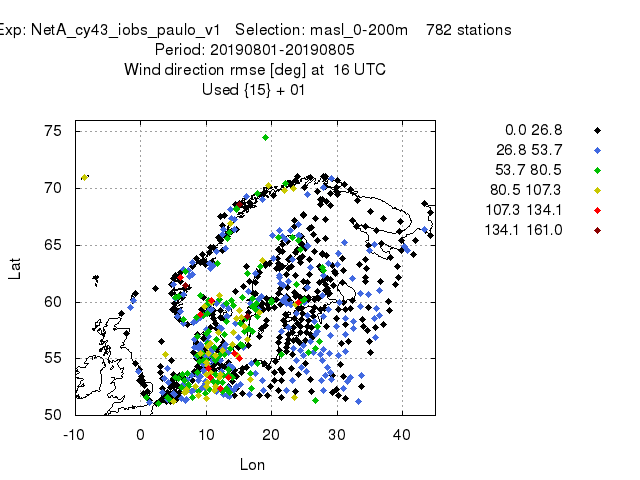 Exp: NetA_cy43_iobs_paulo_v1 Selection: masl_0-200m 782 stations
Period: 20190801-20190805
Wind direction rmse [deg] at 16 UTC
Used {15} + 01
0.0 26.8
26.8 53.7
53.7 80.5
80.5 107.3
107.3 134.1
134.1 161.0
75
70
65
60
55
50
Lat
-10 0 10 20 30 40
Lon